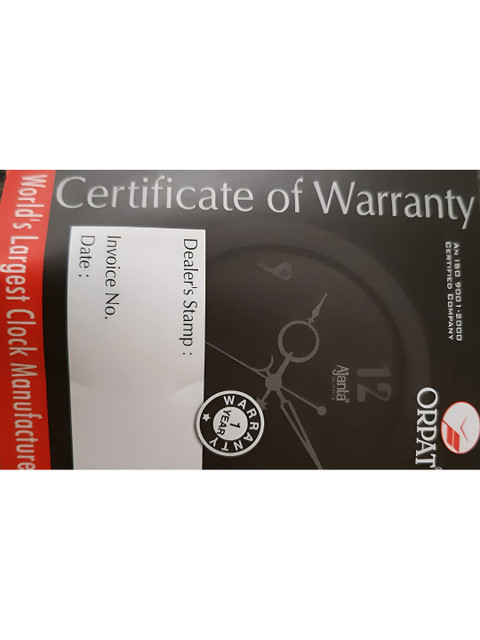 Certificate of Warranty
AN ISO 9001-2000
CERTIFIED COMPANY
ORPAT
12
Ajanta
9
WARRANTY
1
YEAR
Dealer's Stamp :
Invoice No.
Date :
World's Largest Clock Manufacture